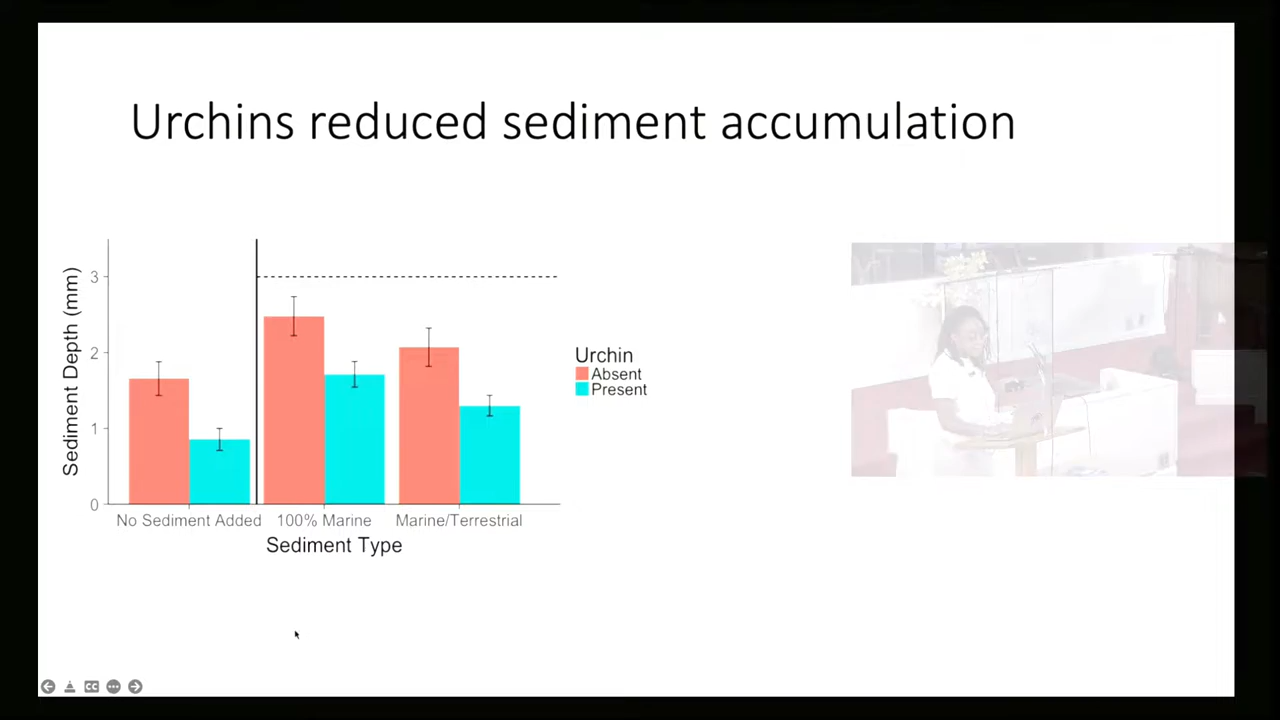 Urchins reduced sediment accumulation
Sediment Depth (mm)
3
2
1
0
No Sediment Added 100% Marine Marine/Terrestrial
Sediment Type
Urchin
Absent
Present
CC